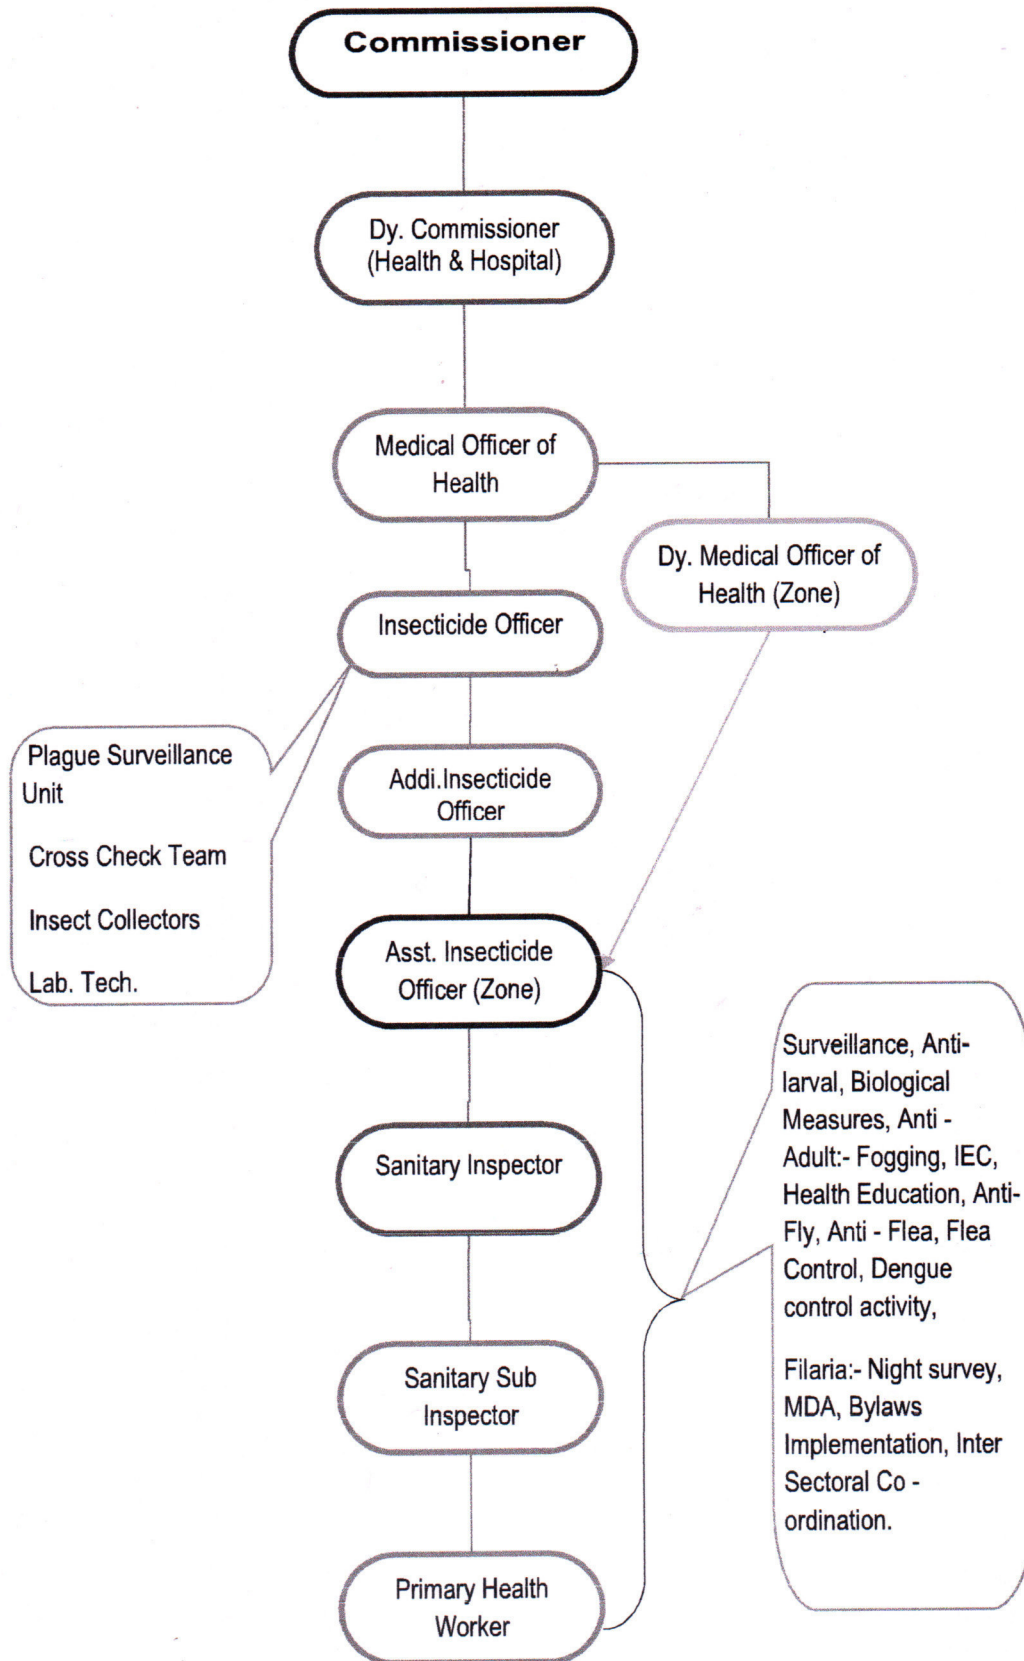 Commissioner
Dy. Commissioner
(Health & Hospital)
Medical Officer of
Health
Dy. Medical Officer of
Health (Zone)
Insecticide Officer
Plague Surveillance
Unit
Cross Check Team
Insect Collectors
Lab. Tech.
Addi.Insecticide
Officer
Asst. Insecticide
Officer (Zone)
Surveillance, Anti-
larval, Biological
Measures, Anti -
Adult:- Fogging, IEC,
Health Education, Anti-
Fly, Anti - Flea, Flea
Control, Dengue
control activity,
Filaria:- Night survey,
MDA, Bylaws
Implementation, Inter
Sectoral Co -
ordination.
Sanitary Inspector
Sanitary Sub
Inspector
Primary Health
Worker